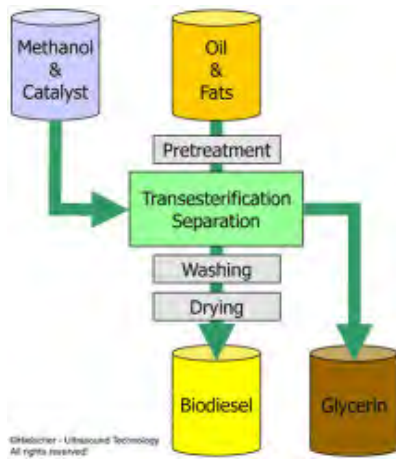 Methanol
&
Catalyst
Oil
&
Fats
Pretreatment
Transesterification
Separation
Washing
Drying
Biodiesel
Glycerin
©Hielscher - Ultrasound Technology
All rights reserved!